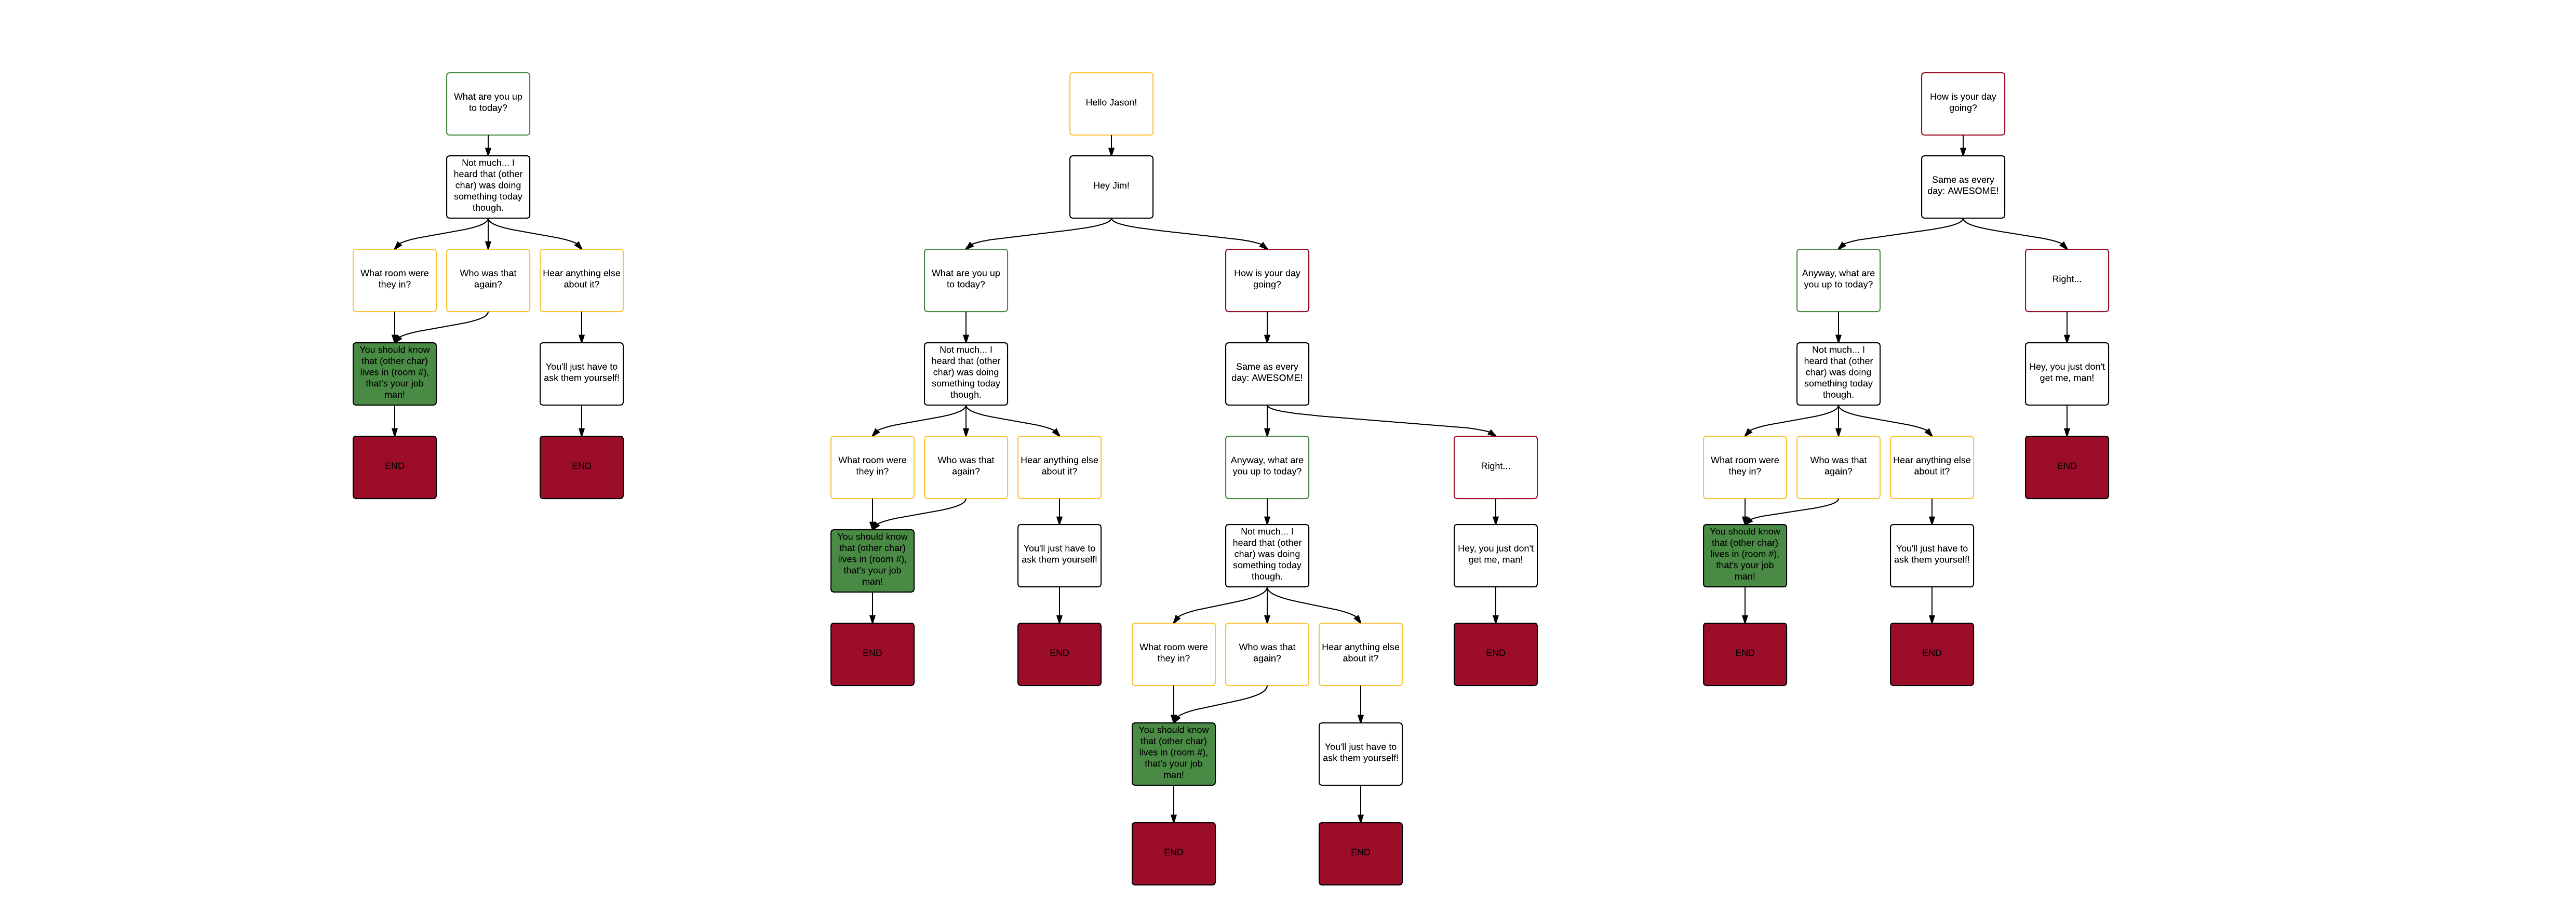 What are you up
to today?
Not much... I
heard that (other
char) was doing
something today
though.
What room were
they in?
Who was that
again?
Hear anything else
about it?
You should know
that (other char)
lives in (room #),
that's your job
man!
You'll just have to
ask them yourself!
END
END
Hello Jason!
Hey Jim!
What are you up
to today?
How is your day
going?
Not much... I
heard that (other
char) was doing
something today
though.
Same as every
day: AWESOME!
What room were
they in?
Who was that
again?
Hear anything else
about it?
Anyway, what are
you up to today?
Right...
You should know
that (other char)
lives in (room #),
that's your job
man!
You'll just have to
ask them yourself!
Not much... I
heard that (other
char) was doing
something today
though.
Hey, you just don't
get me, man!
END
END
What room were
they in?
Who was that
again?
Hear anything else
about it?
END
You should know
that (other char)
lives in (room #),
that's your job
man!
You'll just have to
ask them yourself!
END
END
How is your day
going?
Same as every
day: AWESOME!
Anyway, what are
you up to today?
Right...
Not much... I
heard that (other
char) was doing
something today
though.
Hey, you just don't
get me, man!
What room were
they in?
Who was that
again?
Hear anything else
about it?
END
You should know
that (other char)
lives in (room #),
that's your job
man!
You'll just have to
ask them yourself!
END
END